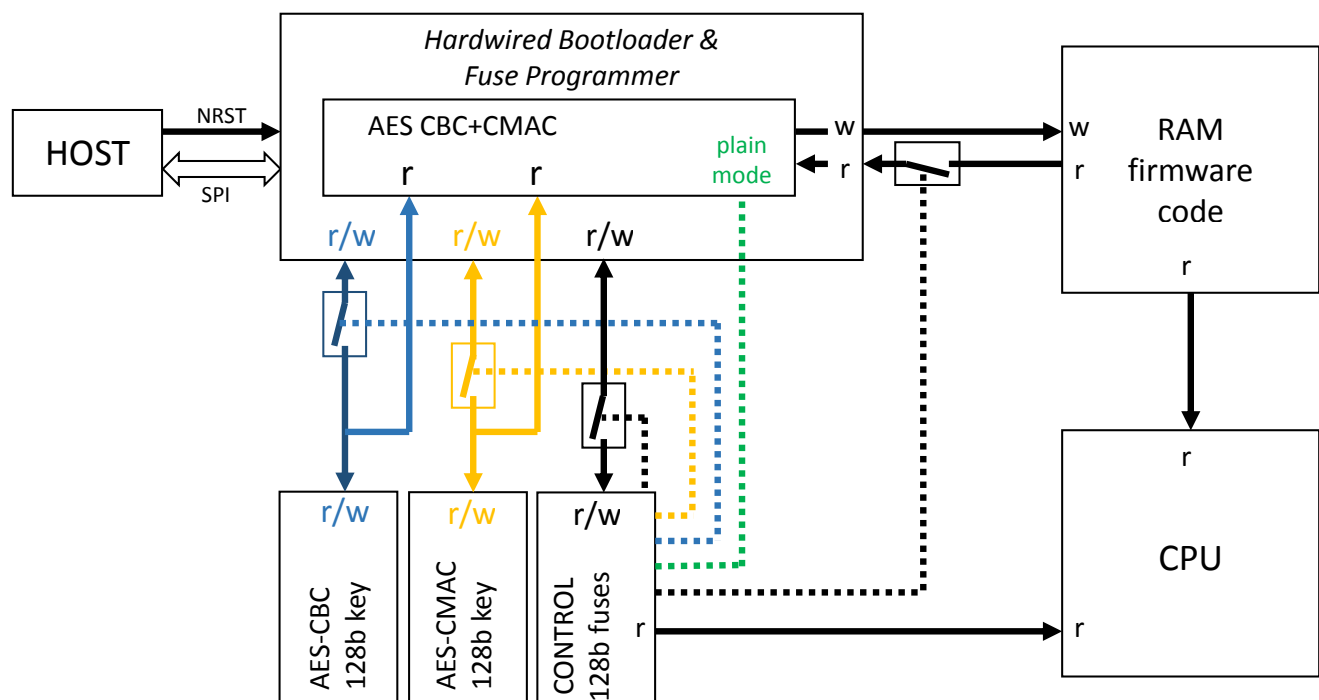 Hardwired Bootloader &
Fuse Programmer
HOST
NRST
SPI
AES CBC+CMAC
r
r
plain
mode
w
r
r/w
r/w
r/w
w
r
RAM
firmware
code
r
r/w
AES-CBC
128b key
r/w
AES-CMAC
128b key
r/w
CONTROL
128b fuses
r
r
CPU
r